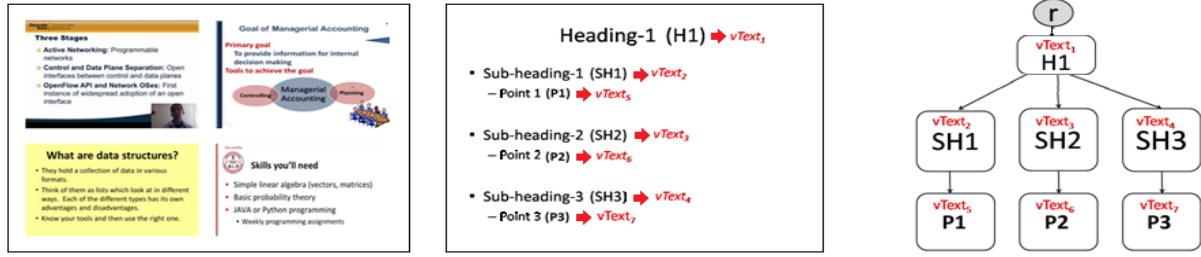 Three Stages
Active Networking: Programmable
networks
Control and Data Plane Separation: Open
interfaces between control and data planes
OpenFlow API and Network OSes: First
instance of widespread adoption of an open
interface
Goal of Managerial Accounting
Primary goal
To provide information for internal
decision making
Tools to achieve the goal
Controlling
Managerial
Accounting
Planning
What are data structures?
• They hold a collection of data in various
formats.
• Think of them as lists which look at in different
ways. Each of the different types has its own
advantages and disadvantages.
• Know your tools and then use the right one.
Skills you'll need
• Simple linear algebra (vectors, matrices)
• Basic probability theory
• JAVA or Python programming
• Weekly programming assignments
Heading-1 (H1) vText1
• Sub-heading-1 (SH1) vText2
– Point 1 (P1) vText5
• Sub-heading-2 (SH2) vText3
– Point 2 (P2) vText6
• Sub-heading-3 (SH3) vText4
– Point 3 (P3) vText7
r
vText1
H1
vText2
SH1
vText3
SH2
vText4
SH3
vText5
P1
vText6
P2
vText7
P3